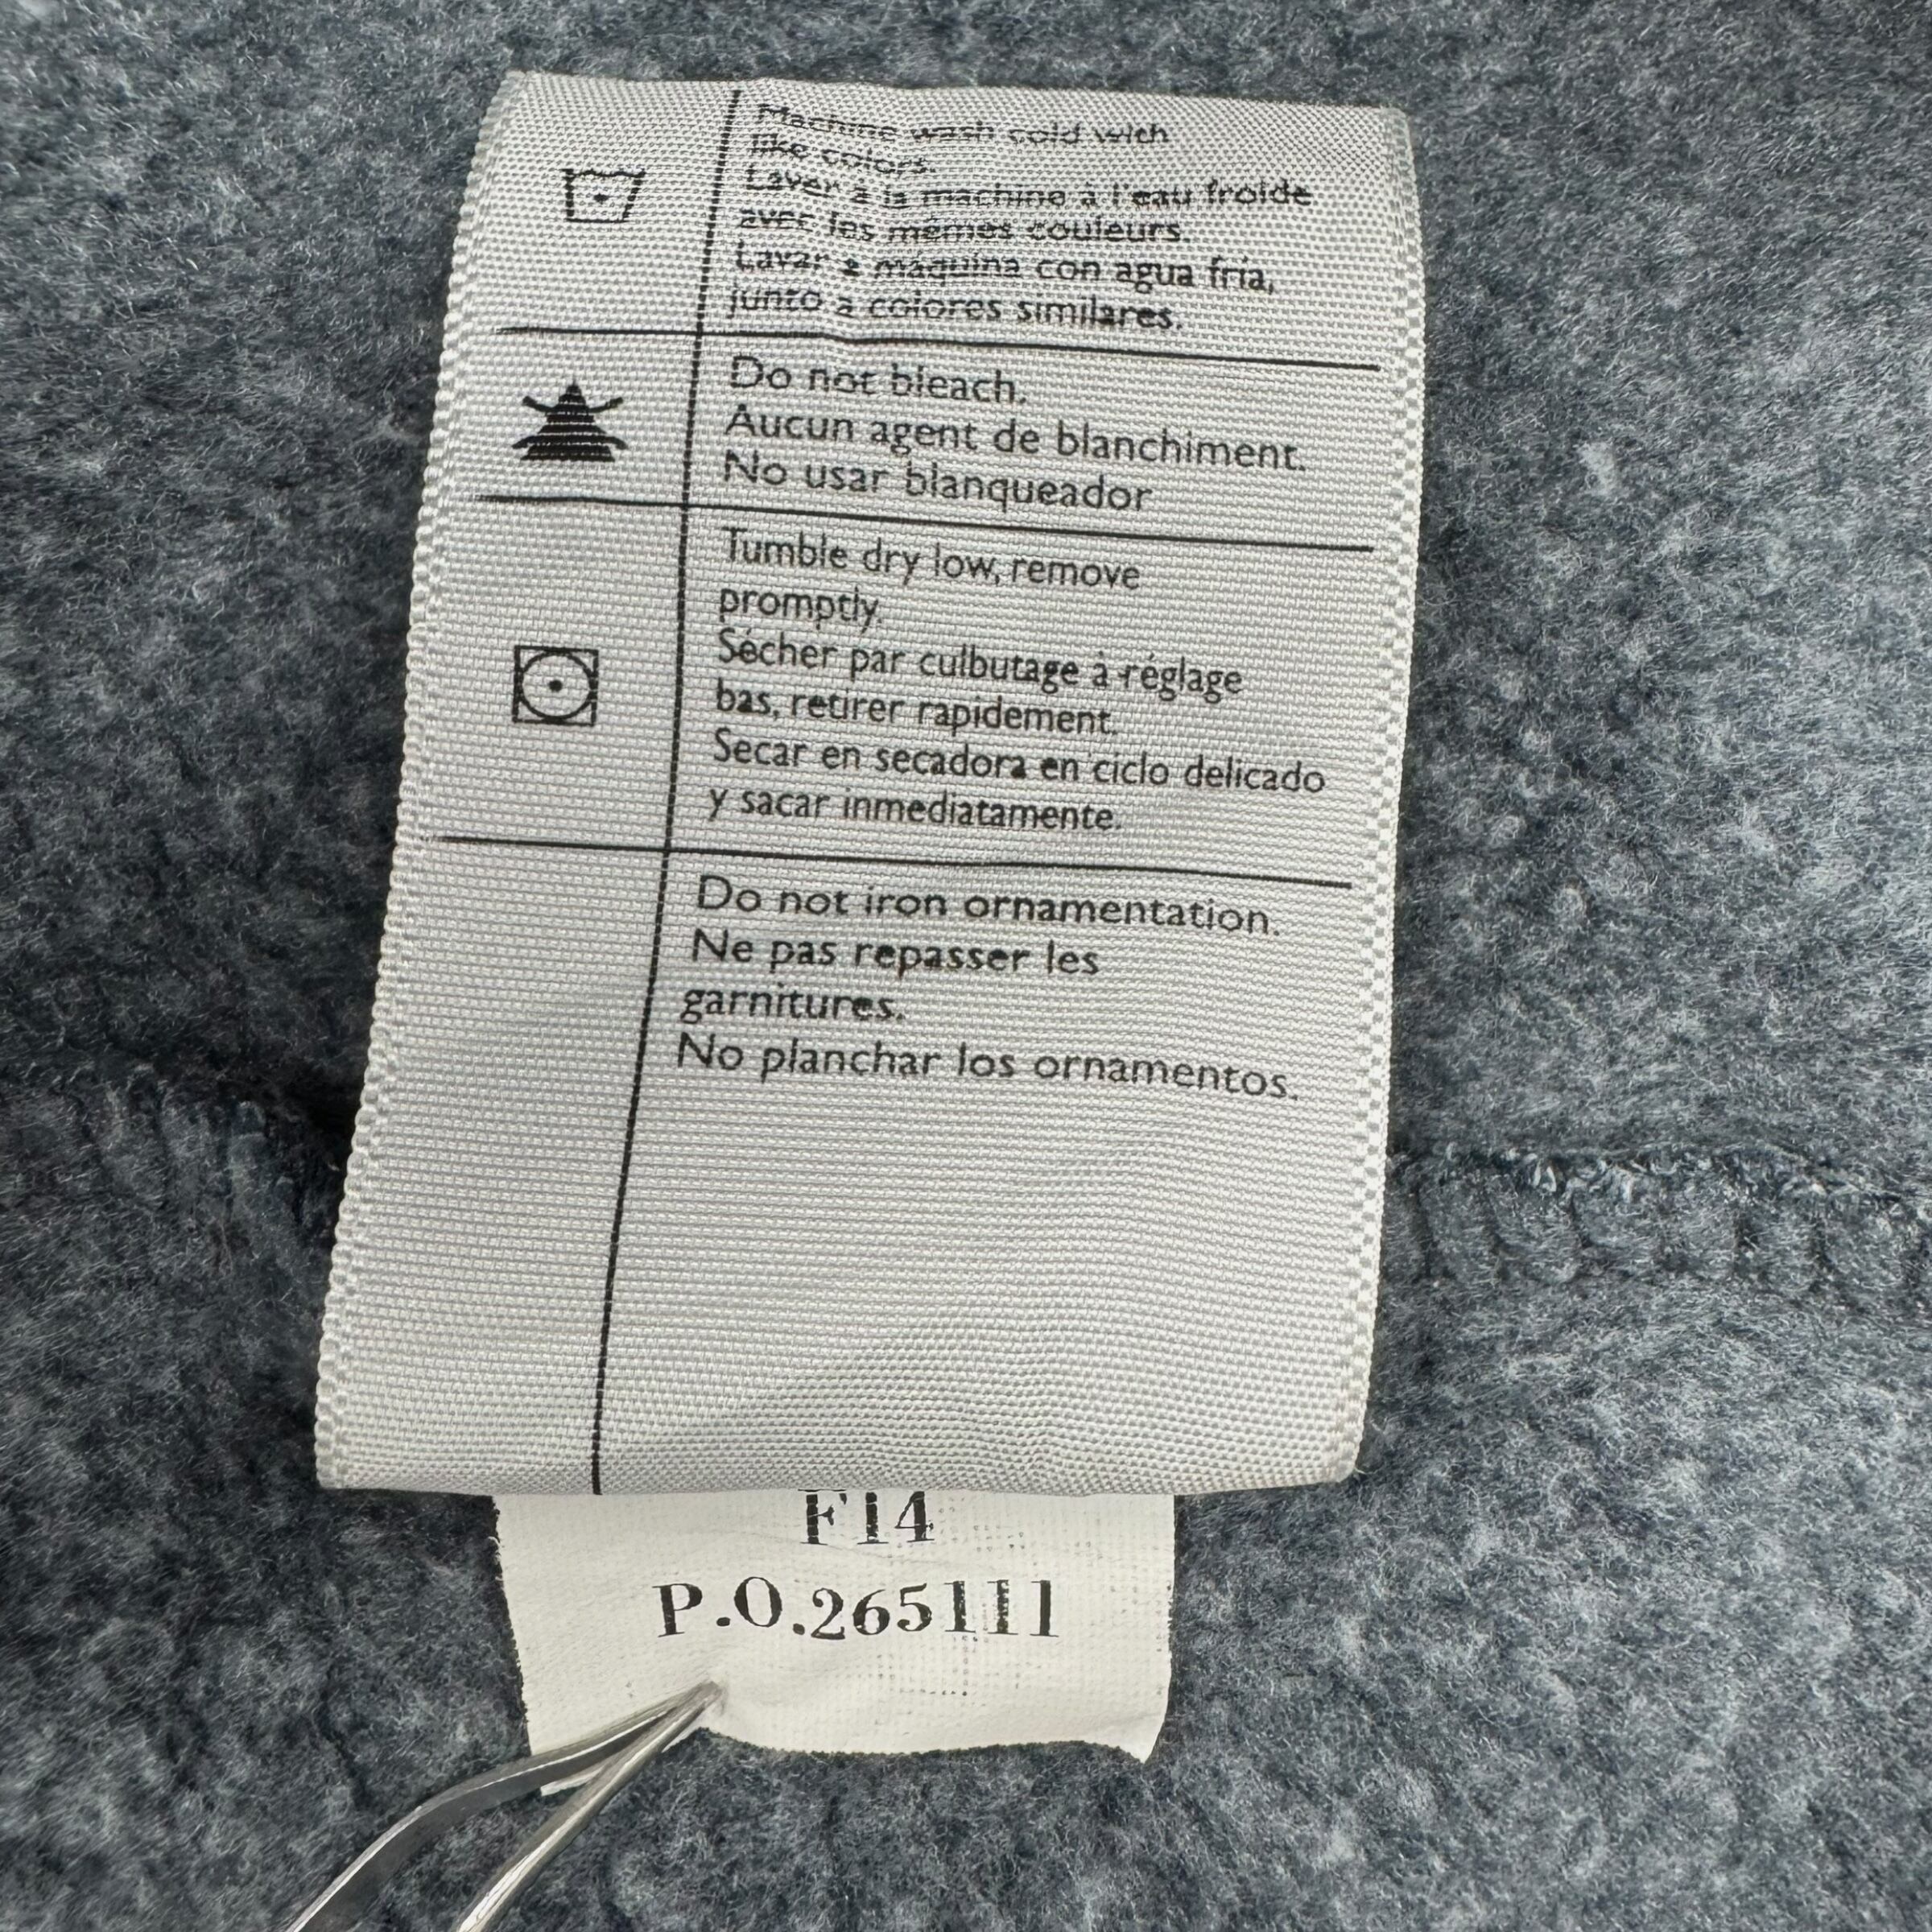 Machine wash cold with
like colors.
Laver à la machine à l'eau froide
avec les mêmes couleurs.
Lavar a máquina con agua fría,
junto a colores similares.
Do not bleach.
Aucun agent de blanchiment.
No usar blanqueador
Tumble dry low, remove
promptly.
Sécher par culbutage à réglage
bas, retirer rapidement.
Secar en secadora en ciclo delicado
y sacar inmediatamente.
Do not iron ornamentation.
Ne pas repasser les
garnitures.
No planchar los ornamentos.
F14
P.O.265111